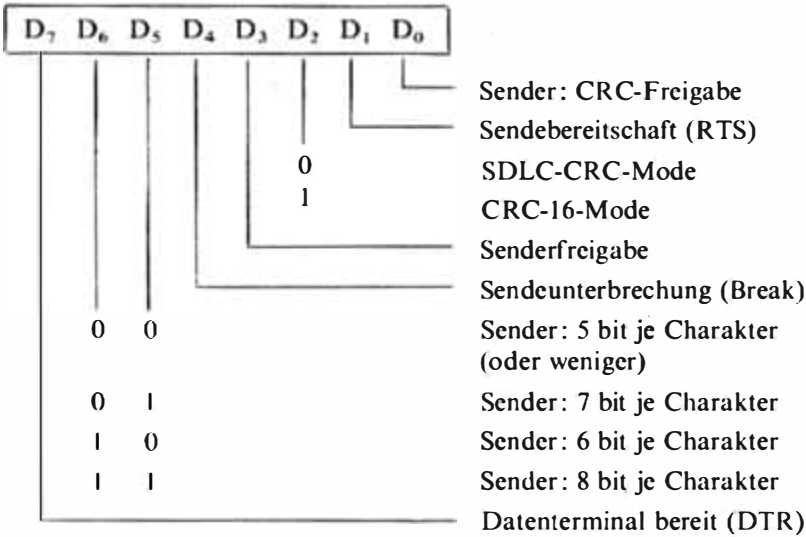 D₇ D₆ D₅ D₄ D₃ D₂ D₁ D₀
Sender: CRC-Freigabe
Sendebereitschaft (RTS)
0 SDLC-CRC-Mode
1 CRC-16-Mode
Senderfreigabe
Sendeunterbrechung (Break)
0 0 Sender: 5 bit je Charakter
(oder weniger)
0 1 Sender: 7 bit je Charakter
1 0 Sender: 6 bit je Charakter
1 1 Sender: 8 bit je Charakter
Datenterminal bereit (DTR)